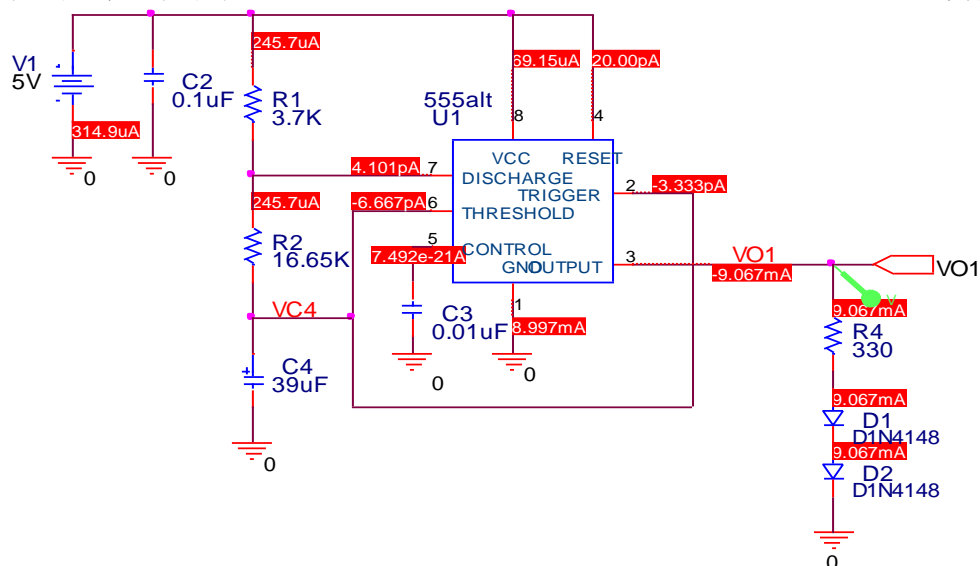 245.7uA
69.15uA
20.00pA
V1
5V
C2
0.1uF
R1
3.7K
555alt
U1
8
4
314.9uA
0
0
VCC
RESET
4.101pA
7
DISCHARGE
TRIGGER
2
-3.333pA
245.7uA
-6.667pA
6
THRESHOLD
R2
16.65K
5
7.492e-21A
CONTROL
GND
OUTPUT
3
VO1
-9.067mA
VO1
V
VC4
C3
0.01uF
1
8.997mA
9.067mA
R4
330
C4
39uF
0
0
9.067mA
D1
D1N4148
9.067mA
D2
D1N4148
0
0